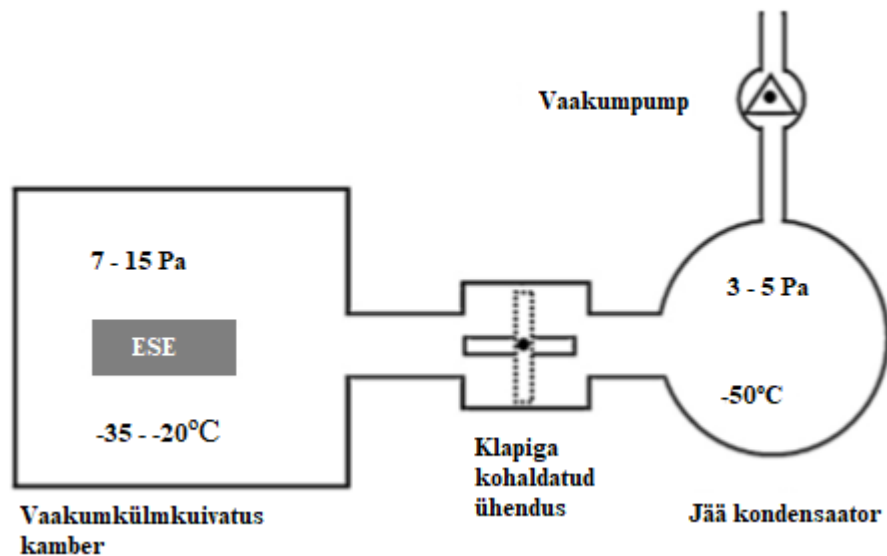 Vaakumpump
7 - 15 Pa
ESE
-35 - -20°C
Vaakumkülmkuivatus
kamber
Klapiga
kohaldatud
ühendus
3 - 5 Pa
-50°C
Jää kondensaator